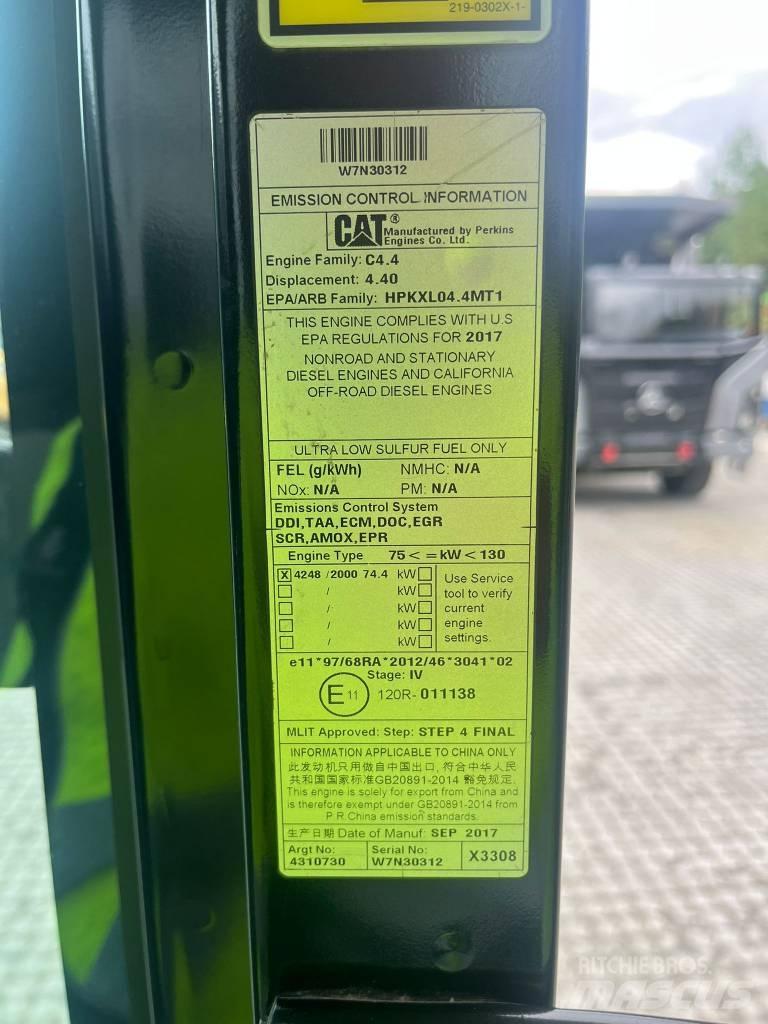 219-0302X-1-
W7N30312
EMISSION CONTROL INFORMATION
CAT® Manufactured by Perkins
Engines Co. Ltd.
Engine Family: C4.4
Displacement: 4.40
EPA/ARB Family: HPKXL04.4MT1
THIS ENGINE COMPLIES WITH U.S
EPA REGULATIONS FOR 2017
NONROAD AND STATIONARY
DIESEL ENGINES AND CALIFORNIA
OFF-ROAD DIESEL ENGINES
ULTRA LOW SULFUR FUEL ONLY
FEL (g/kWh) NMHC: N/A
NOx: N/A PM: N/A
Emissions Control System
DDI,TAA,ECM,DOC,EGR
SCR,AMOX,EPR
Engine Type 75<=kW<130
X 4248 /2000 74.4 kW
/ kW
/ kW
/ kW
/ kW
Use Service
tool to verify
current
engine
settings.
e11*97/68RA*2012/46*3041*02
Stage: IV
E11 120R-011138
MLIT Approved: Step: STEP 4 FINAL
INFORMATION APPLICABLE TO CHINA ONLY
此发动机只用做自中国出口,符合中华人民
共和国国家标准GB20891-2014 豁免规定.
This engine is solely for export from China and
is therefore exempt under GB20891-2014 from
P.R.China emission standards.
生产日期 Date of Manuf: SEP 2017
Argt No: Serial No:
4310730 W7N30312 X3308
RITCHIE BROS.
MASCUS